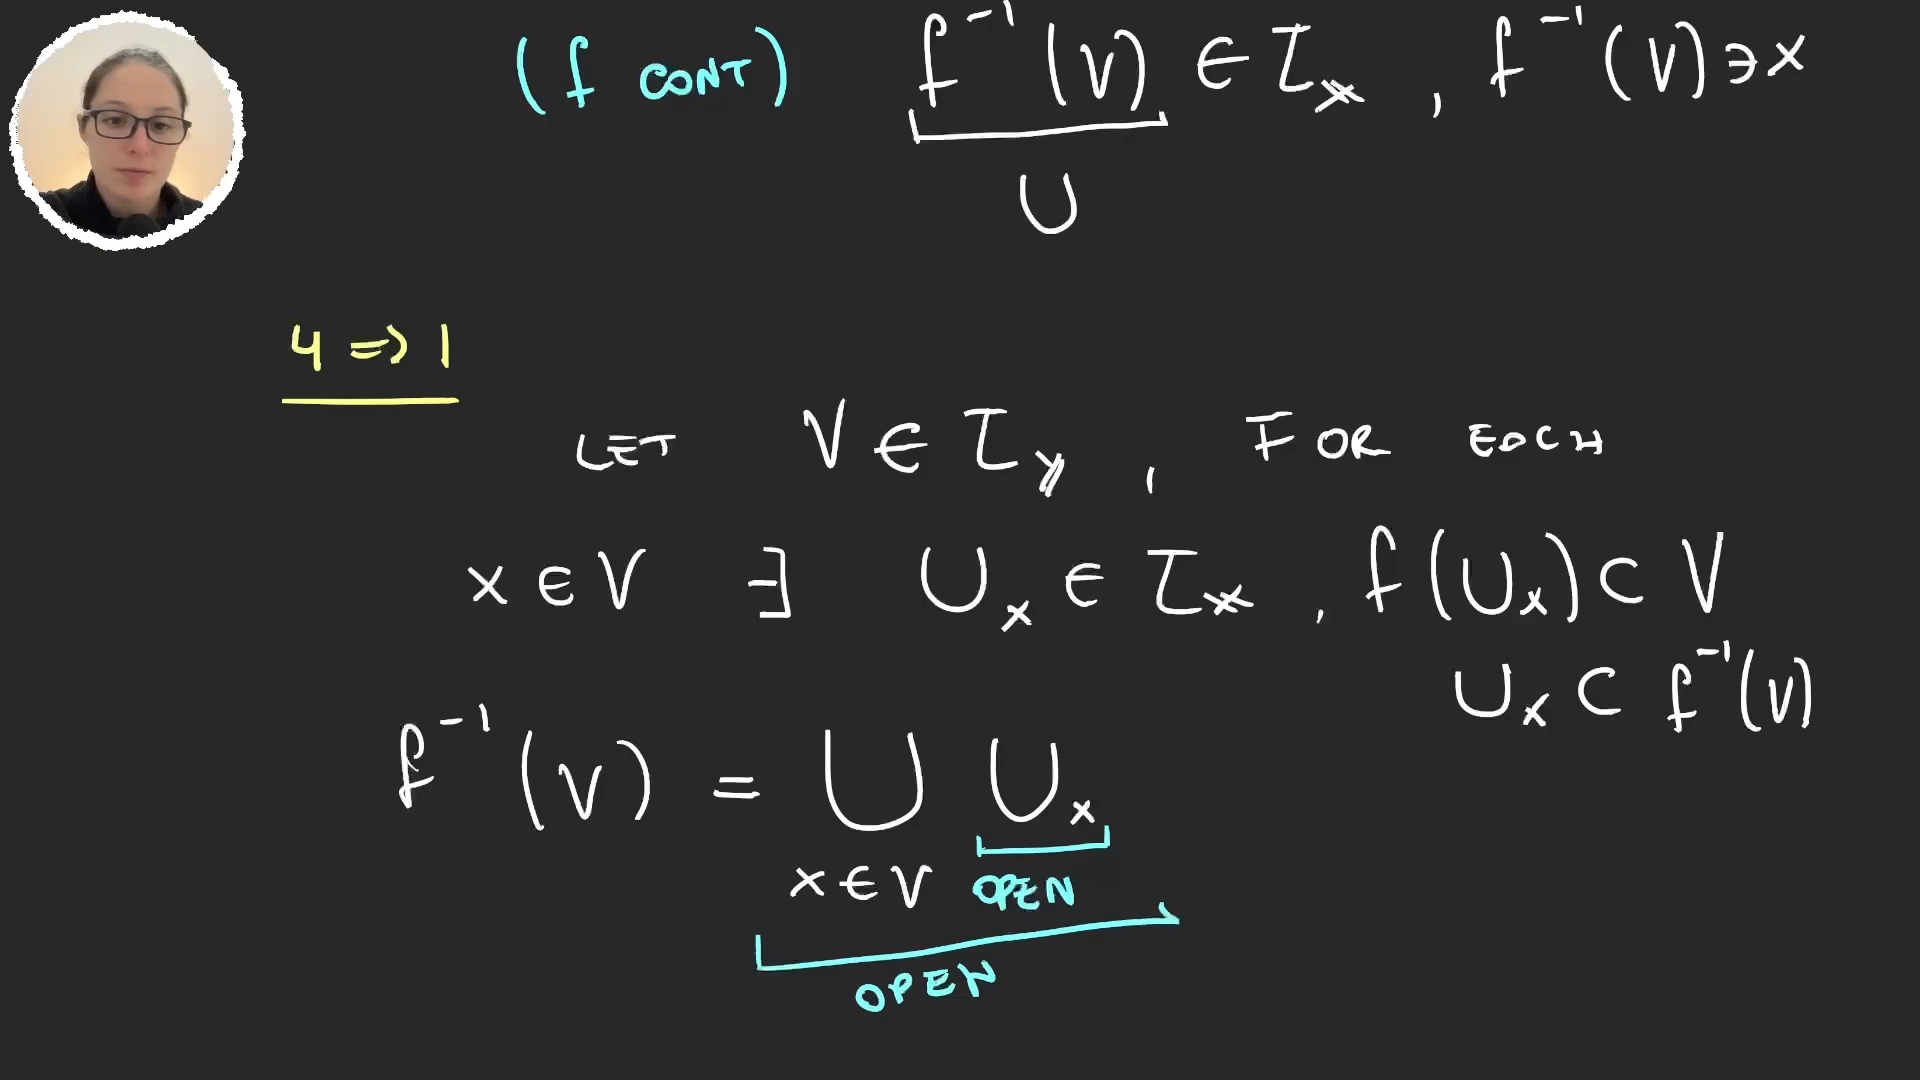 (f CONT) f⁻¹(V) ∈ τ_X , f⁻¹(V) ∋ x
U
4 => 1
LET V ∈ τ_Y , FOR EACH
x ∈ V ∃ U_x ∈ τ_X , f(U_x) ⊂ V
U_x ⊂ f⁻¹(V)
f⁻¹(V) = ⋃ U_x
x ∈ V OPEN
OPEN